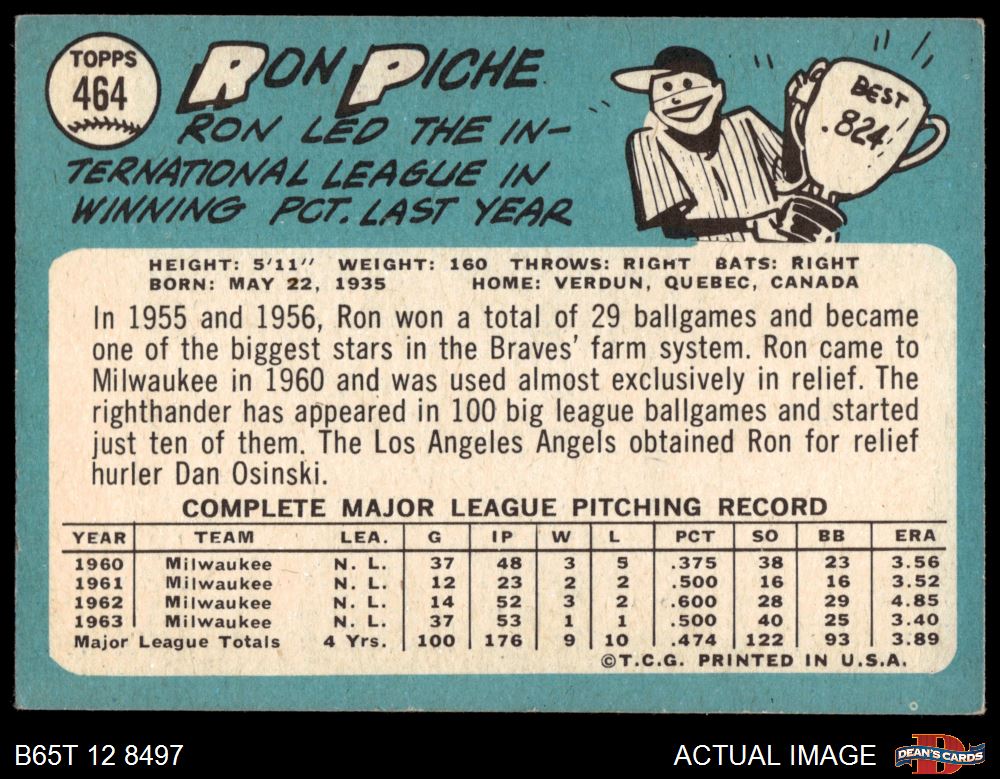 TOPPS
464
RON PICHE
RON LED THE IN-
TERNATIONAL LEAGUE IN
WINNING PCT. LAST YEAR
BEST
.824
HEIGHT: 5'11" WEIGHT: 160 THROWS: RIGHT BATS: RIGHT
BORN: MAY 22, 1935 HOME: VERDUN, QUEBEC, CANADA
In 1955 and 1956, Ron won a total of 29 ballgames and became
one of the biggest stars in the Braves' farm system. Ron came to
Milwaukee in 1960 and was used almost exclusively in relief. The
righthander has appeared in 100 big league ballgames and started
just ten of them. The Los Angeles Angels obtained Ron for relief
hurler Dan Osinski.
COMPLETE MAJOR LEAGUE PITCHING RECORD
YEAR TEAM LEA. G IP W L PCT SO BB ERA
1960 Milwaukee N. L. 37 48 3 5 .375 38 23 3.56
1961 Milwaukee N. L. 12 23 2 2 .500 16 16 3.52
1962 Milwaukee N. L. 14 52 3 2 .600 28 29 4.85
1963 Milwaukee N. L. 37 53 1 1 .500 40 25 3.40
Major League Totals 4 Yrs. 100 176 9 10 .474 122 93 3.89
©T.C.G. PRINTED IN U.S.A.
B65T 12 8497 ACTUAL IMAGE D DEAN'S CARDS